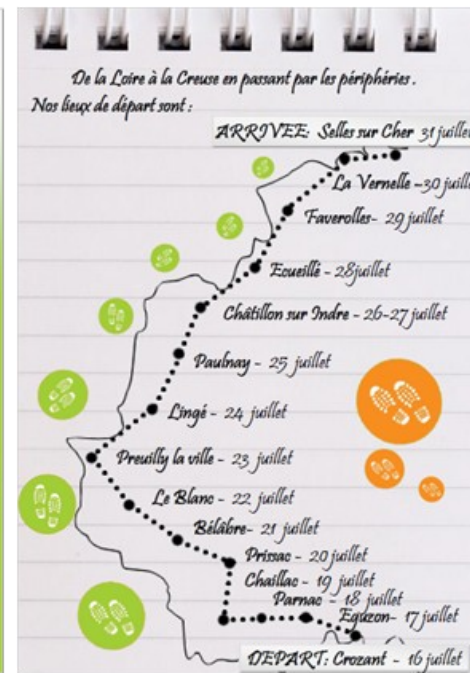 De la Loire à la Creuse en passant par les périphéries .
Nos lieux de départ sont :
ARRIVEE: Selles sur Cher 31 juillet
La Vernelle -30 juill
Faverolles- 29 juillet
Ecueillé - 28juillet
Châtillon sur Indre - 26-27 juillet
Paulnay - 25 juillet
Lingé - 24 juillet
Preuilly la ville - 23 juillet
Le Blanc - 22 juillet
Bélâbre- 21 juillet
Prissac - 20 juillet
Chaillac - 19 juillet
Parnac - 18 juillet
Eguzon- 17 juillet
DEPART: Crozant - 16 juillet